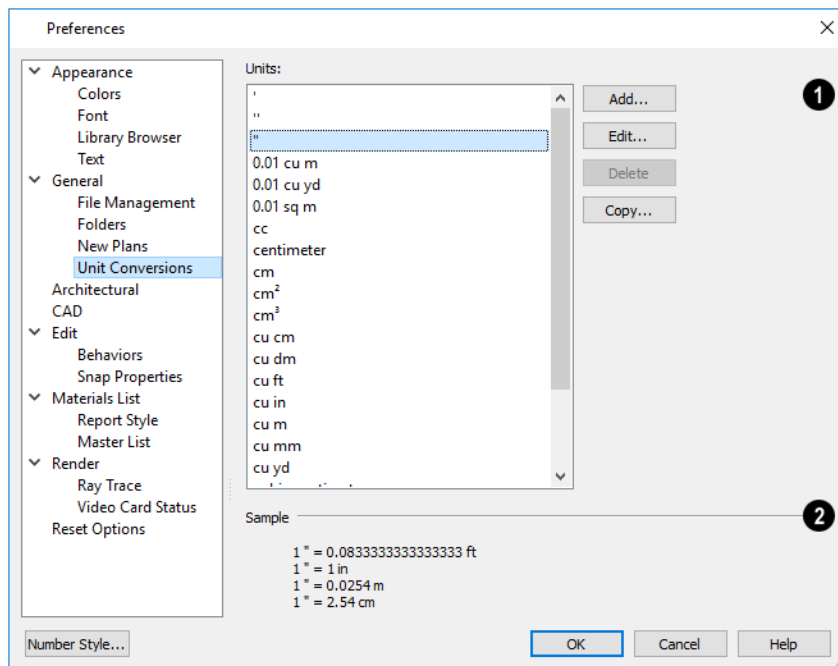 Preferences
Appearance
Colors
Font
Library Browser
Text
General
File Management
Folders
New Plans
Unit Conversions
Architectural
CAD
Edit
Behaviors
Snap Properties
Materials List
Report Style
Master List
Render
Ray Trace
Video Card Status
Reset Options
Units:
'
''
"
0.01 cu m
0.01 cu yd
0.01 sq m
cc
centimeter
cm
cm²
cm³
cu cm
cu dm
cu ft
cu in
cu m
cu mm
cu yd
Add...
Edit...
Delete
Copy...
1
Sample
2
1 " = 0.0833333333333333 ft
1 " = 1 in
1 " = 0.0254 m
1 " = 2.54 cm
Number Style...
OK
Cancel
Help